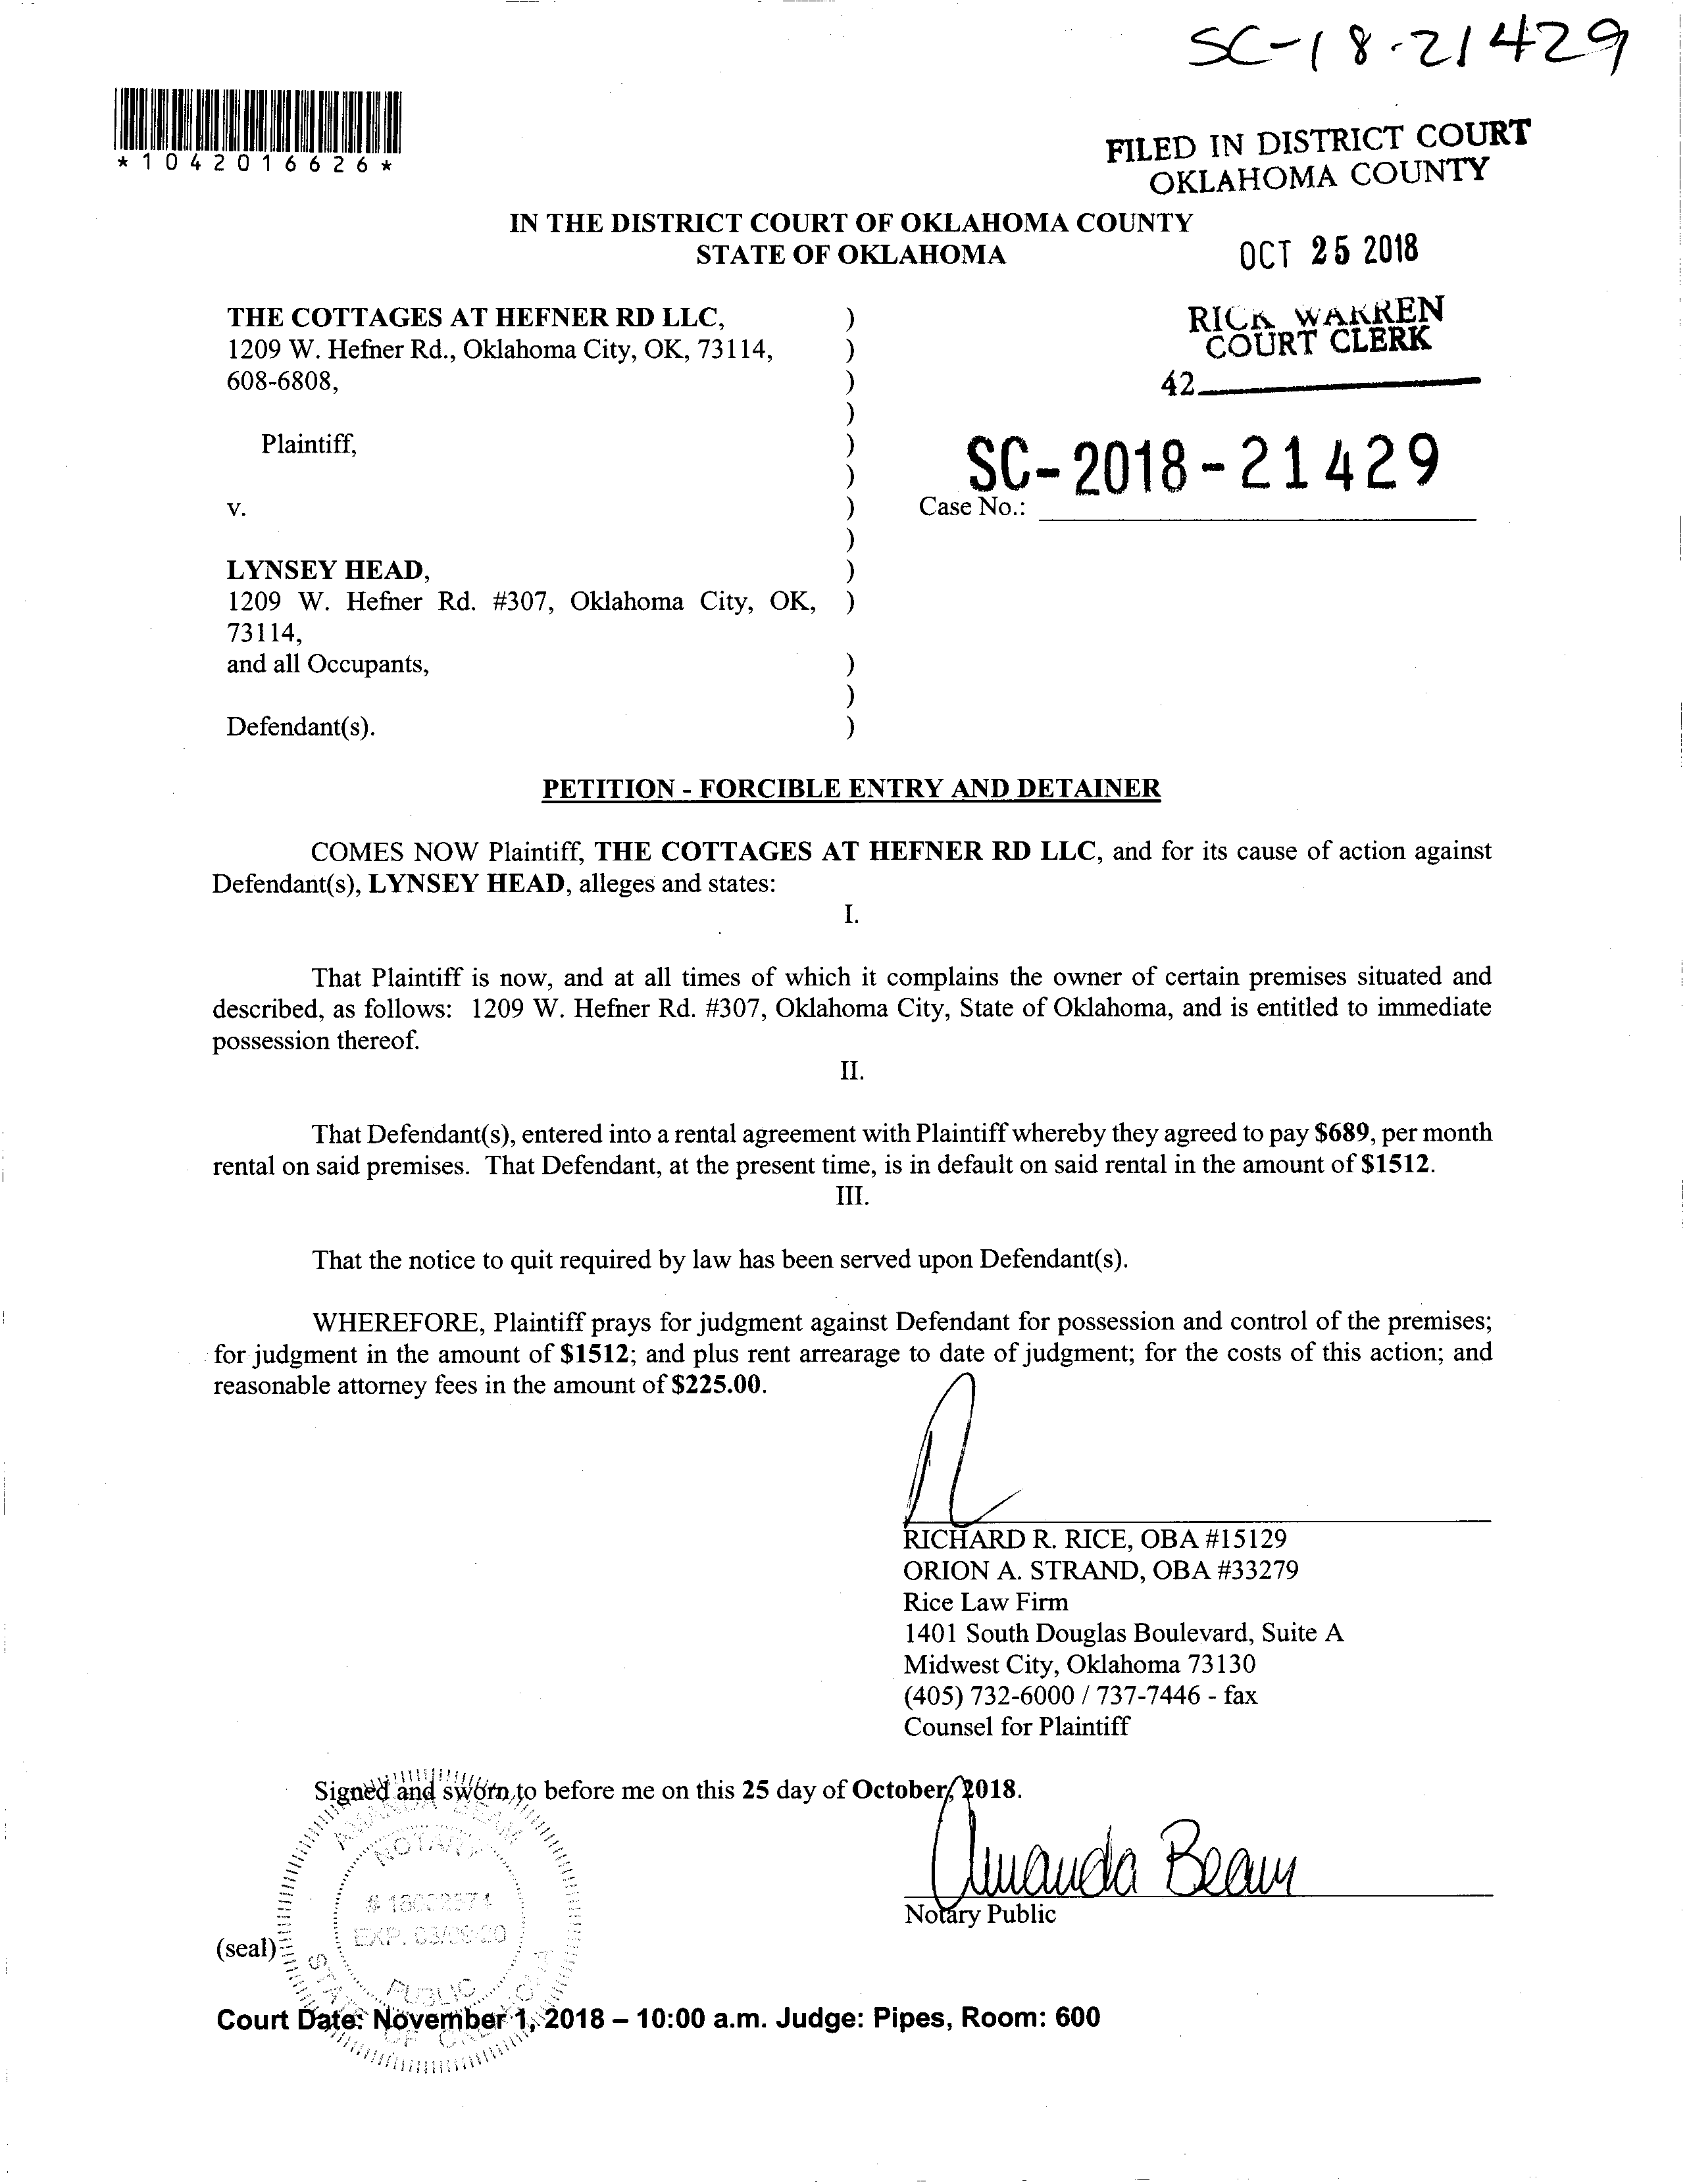 SC-18-21429
*1042016626*
FILED IN DISTRICT COURT
OKLAHOMA COUNTY
IN THE DISTRICT COURT OF OKLAHOMA COUNTY
STATE OF OKLAHOMA
OCT 25 2018
THE COTTAGES AT HEFNER RD LLC, )
1209 W. Hefner Rd., Oklahoma City, OK, 73114, )
608-6808, )
)
Plaintiff, )
)
v. )
)
LYNSEY HEAD, )
1209 W. Hefner Rd. #307, Oklahoma City, OK, )
73114,
and all Occupants, )
)
Defendant(s). )
RICK WARREN
COURT CLERK
42
SC-2018-21429
Case No.:
PETITION - FORCIBLE ENTRY AND DETAINER
COMES NOW Plaintiff, THE COTTAGES AT HEFNER RD LLC, and for its cause of action against
Defendant(s), LYNSEY HEAD, alleges and states:
I.
That Plaintiff is now, and at all times of which it complains the owner of certain premises situated and
described, as follows: 1209 W. Hefner Rd. #307, Oklahoma City, State of Oklahoma, and is entitled to immediate
possession thereof.
II.
That Defendant(s), entered into a rental agreement with Plaintiff whereby they agreed to pay $689, per month
rental on said premises. That Defendant, at the present time, is in default on said rental in the amount of $1512.
III.
That the notice to quit required by law has been served upon Defendant(s).
WHEREFORE, Plaintiff prays for judgment against Defendant for possession and control of the premises;
for judgment in the amount of $1512; and plus rent arrearage to date of judgment; for the costs of this action; and
reasonable attorney fees in the amount of $225.00.
RICHARD R. RICE, OBA #15129
ORION A. STRAND, OBA #33279
Rice Law Firm
1401 South Douglas Boulevard, Suite A
Midwest City, Oklahoma 73130
(405) 732-6000 / 737-7446 - fax
Counsel for Plaintiff
Signed and sworn to before me on this 25 day of October, 2018.
Amanda Beam
Notary Public
AMANDA BEAM
NOTARY
EXP. 03/09/20
PUBLIC
STATE OF OKLAHOMA
(seal)
Court Date: November 1, 2018 – 10:00 a.m. Judge: Pipes, Room: 600